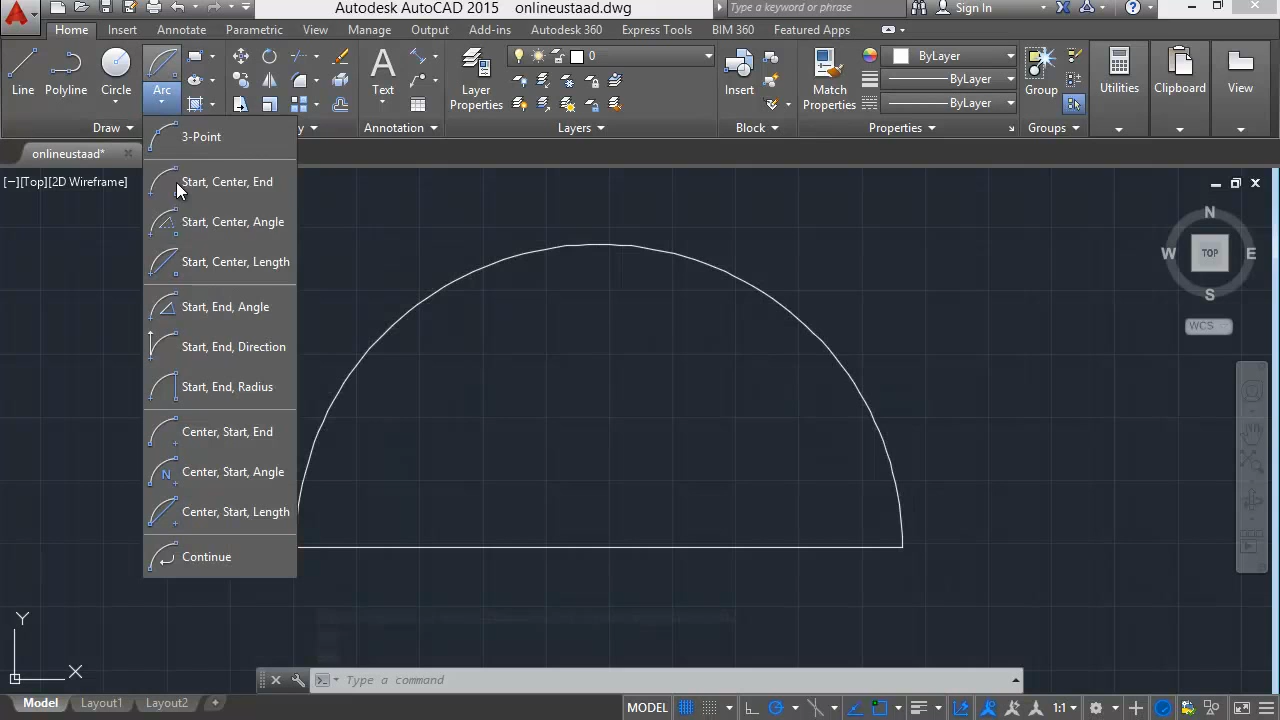 Autodesk AutoCAD 2015 onlineustaad.dwg
Type a keyword or phrase
Sign In
Home Insert Annotate Parametric View Manage Output Add-ins Autodesk 360 Express Tools BIM 360 Featured Apps
Line Polyline Circle Arc
Text
Layer Properties
0
Insert
Match Properties
ByLayer
ByLayer
ByLayer
Group
Utilities
Clipboard
View
Draw
Annotation
Layers
Block
Properties
Groups
onlineustaad*
[−][Top][2D Wireframe]
3-Point
Start, Center, End
Start, Center, Angle
Start, Center, Length
Start, End, Angle
Start, End, Direction
Start, End, Radius
Center, Start, End
Center, Start, Angle
Center, Start, Length
Continue
N
W TOP E
S
WCS
Y
X
Type a command
Model Layout1 Layout2
MODEL
1:1